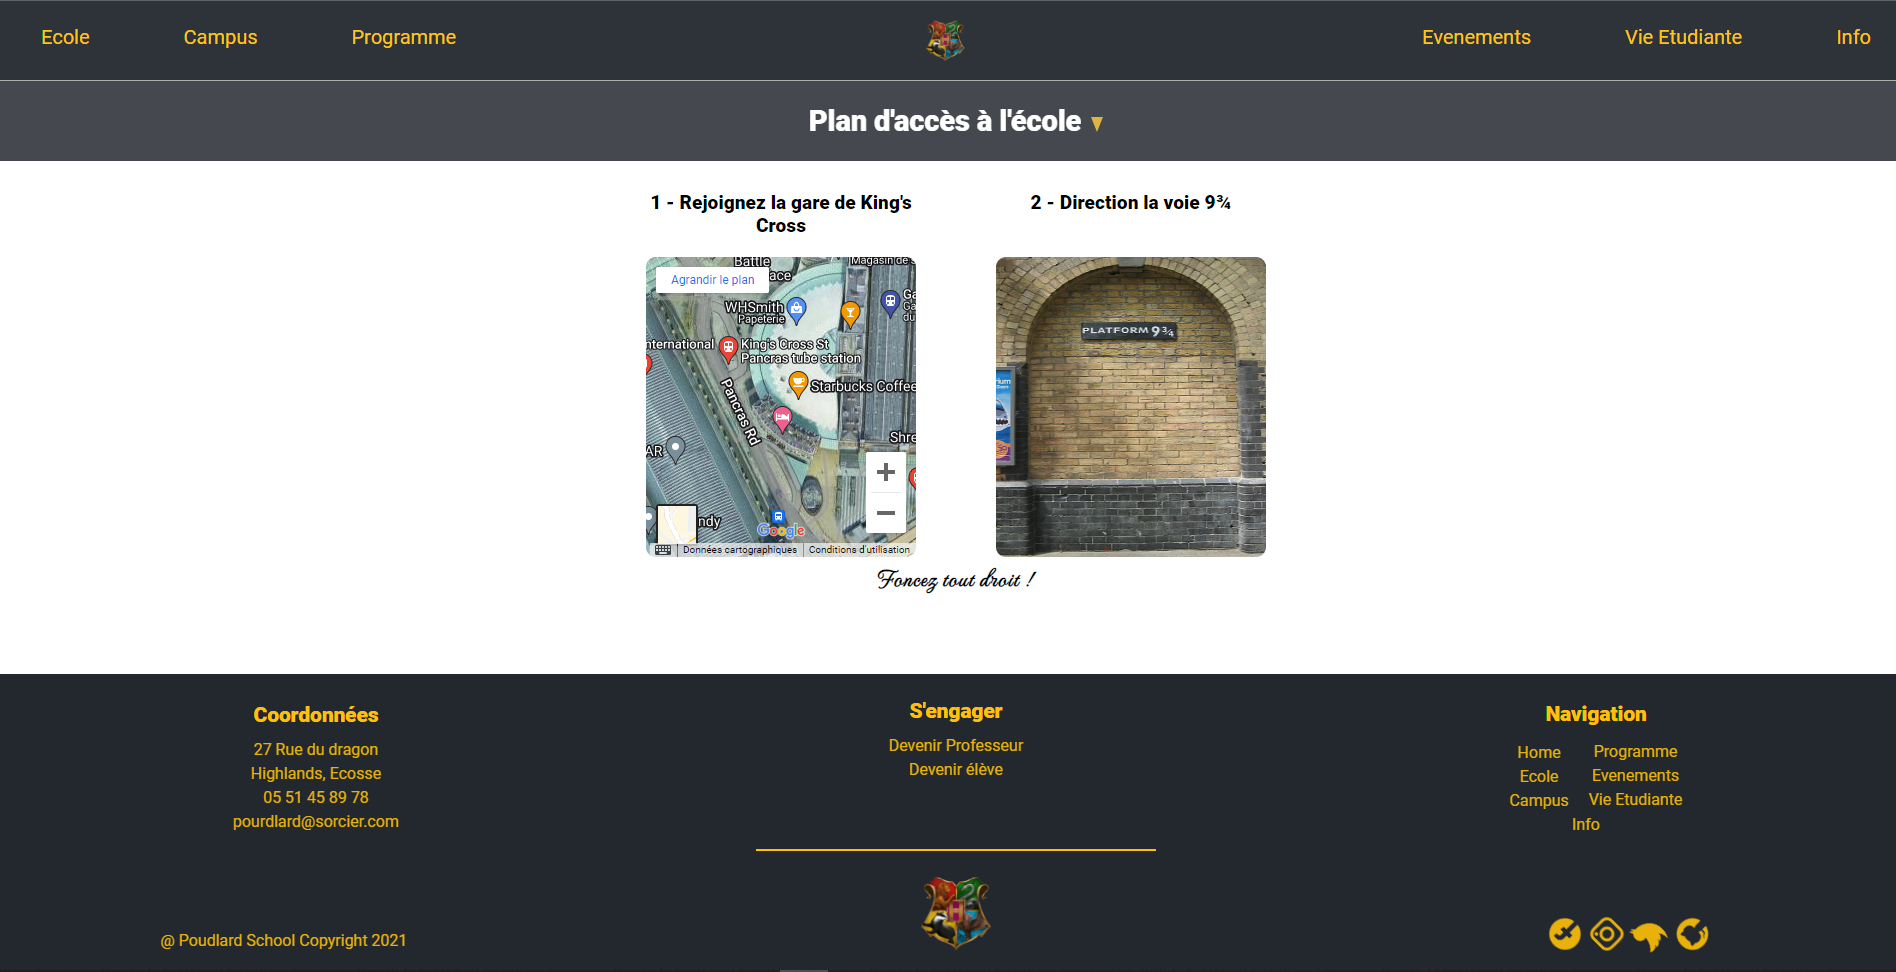 Ecole
Campus
Programme
Evenements
Vie Etudiante
Info
Plan d'accès à l'école
1 - Rejoignez la gare de King's
Cross
2 - Direction la voie 9¾
Battle
ace
Agrandir le plan
Magasin de
WHSmith
Papeterie
Ga
Ga
du
nternational
King's Cross St
Pancras tube station
Starbucks Coffee
Pancras Rd
Shre
AR
ndy
Google
Données cartographiques
Conditions d'utilisation
PLATFORM 9¾
Foncez tout droit !
Coordonnées
27 Rue du dragon
Highlands, Ecosse
05 51 45 89 78
pourdlard@sorcier.com
S'engager
Devenir Professeur
Devenir élève
Navigation
Home
Ecole
Campus
Programme
Evenements
Vie Etudiante
Info
H
@ Poudlard School Copyright 2021